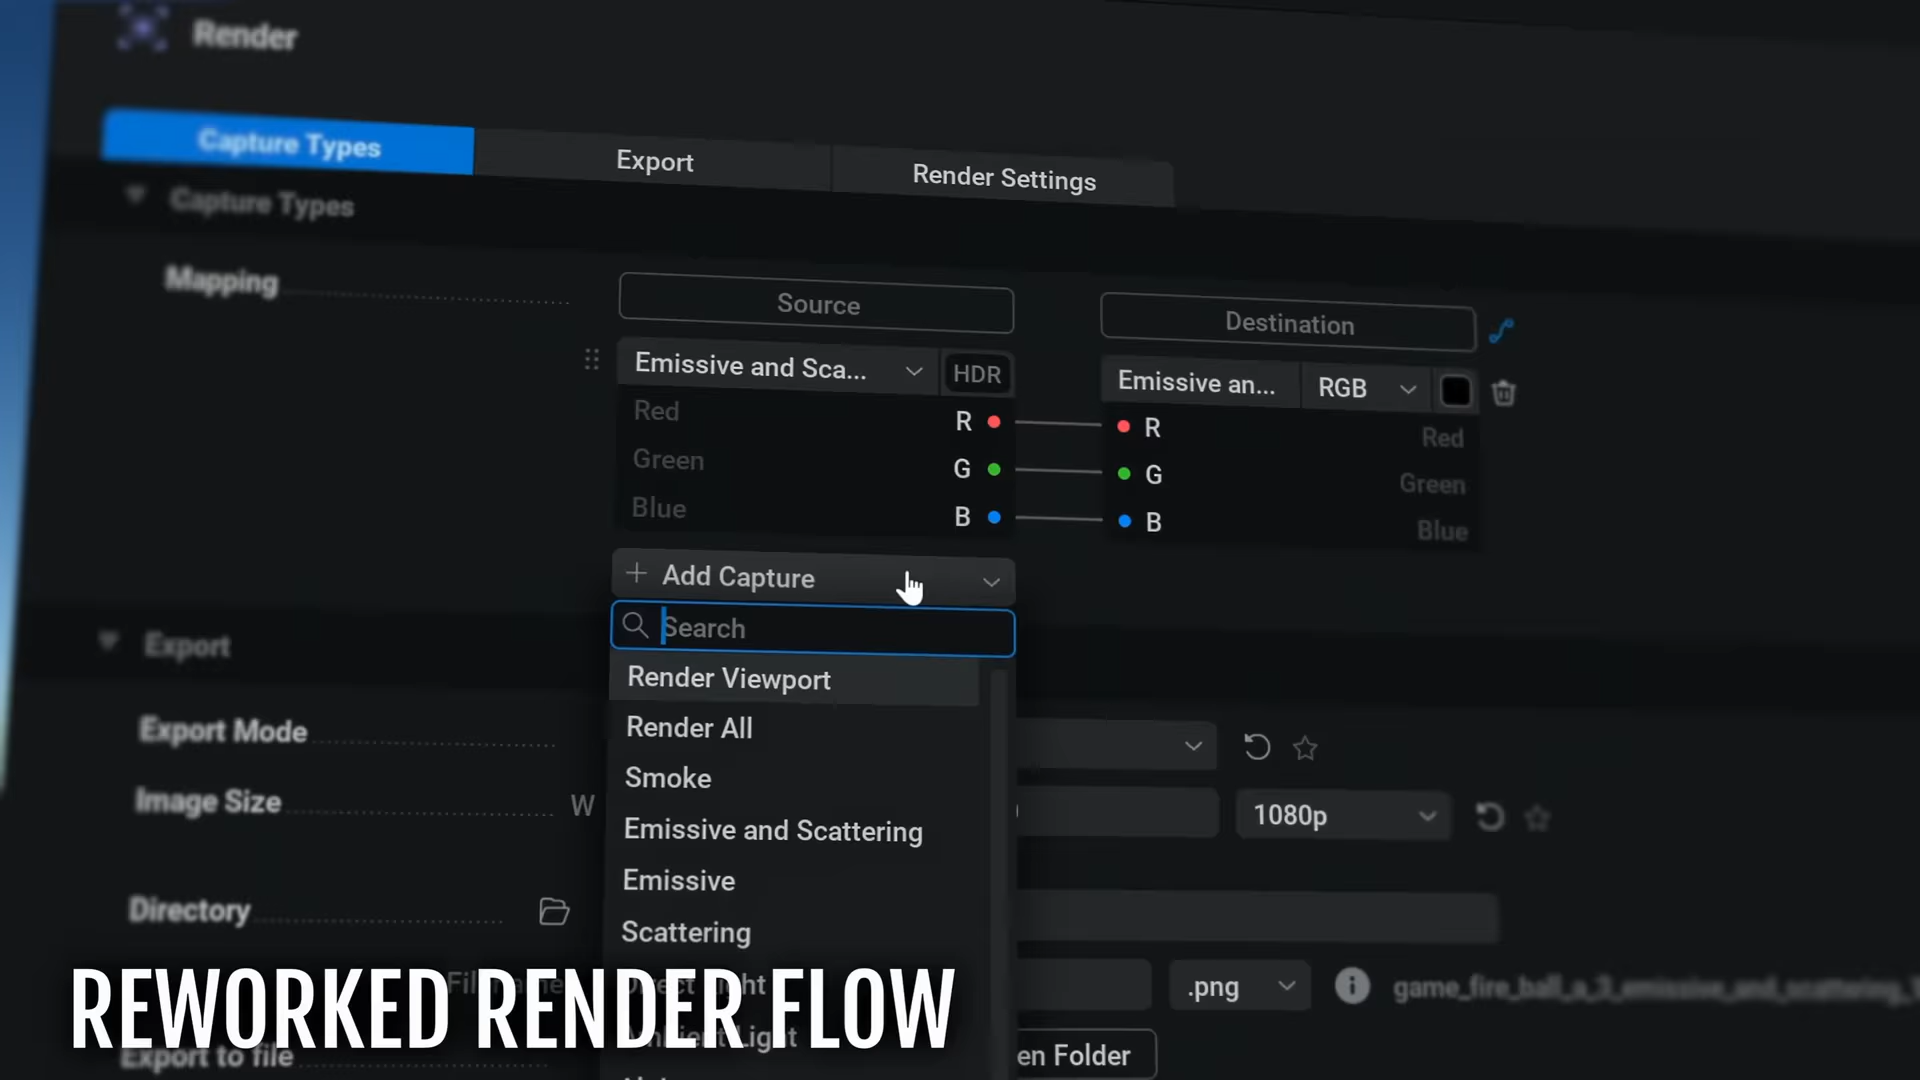 Render
Capture Types
Export
Render Settings
Capture Types
Mapping
Source
Destination
Emissive and Sca...
HDR
Emissive an...
RGB
Red
R
R
Red
Green
G
G
Green
Blue
B
B
Blue
Add Capture
Search
Export
Render Viewport
Render All
Export Mode
Smoke
Image Size
W
1080p
Emissive and Scattering
Emissive
Directory
Scattering
.png
REWORKED RENDER FLOW
Export to file
en Folder